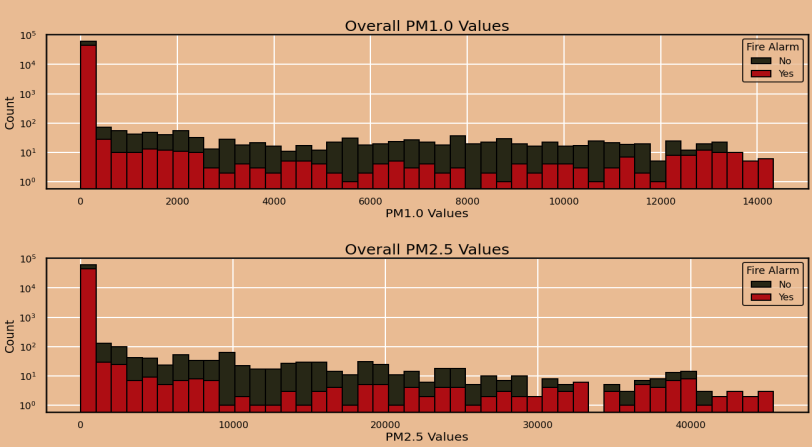 Overall PM1.0 Values
10⁵
10⁴
10³
10²
10¹
10⁰
Count
Fire Alarm
No
Yes
0 2000 4000 6000 8000 10000 12000 14000
PM1.0 Values
Overall PM2.5 Values
10⁵
10⁴
10³
10²
10¹
10⁰
Count
Fire Alarm
No
Yes
0 10000 20000 30000 40000
PM2.5 Values